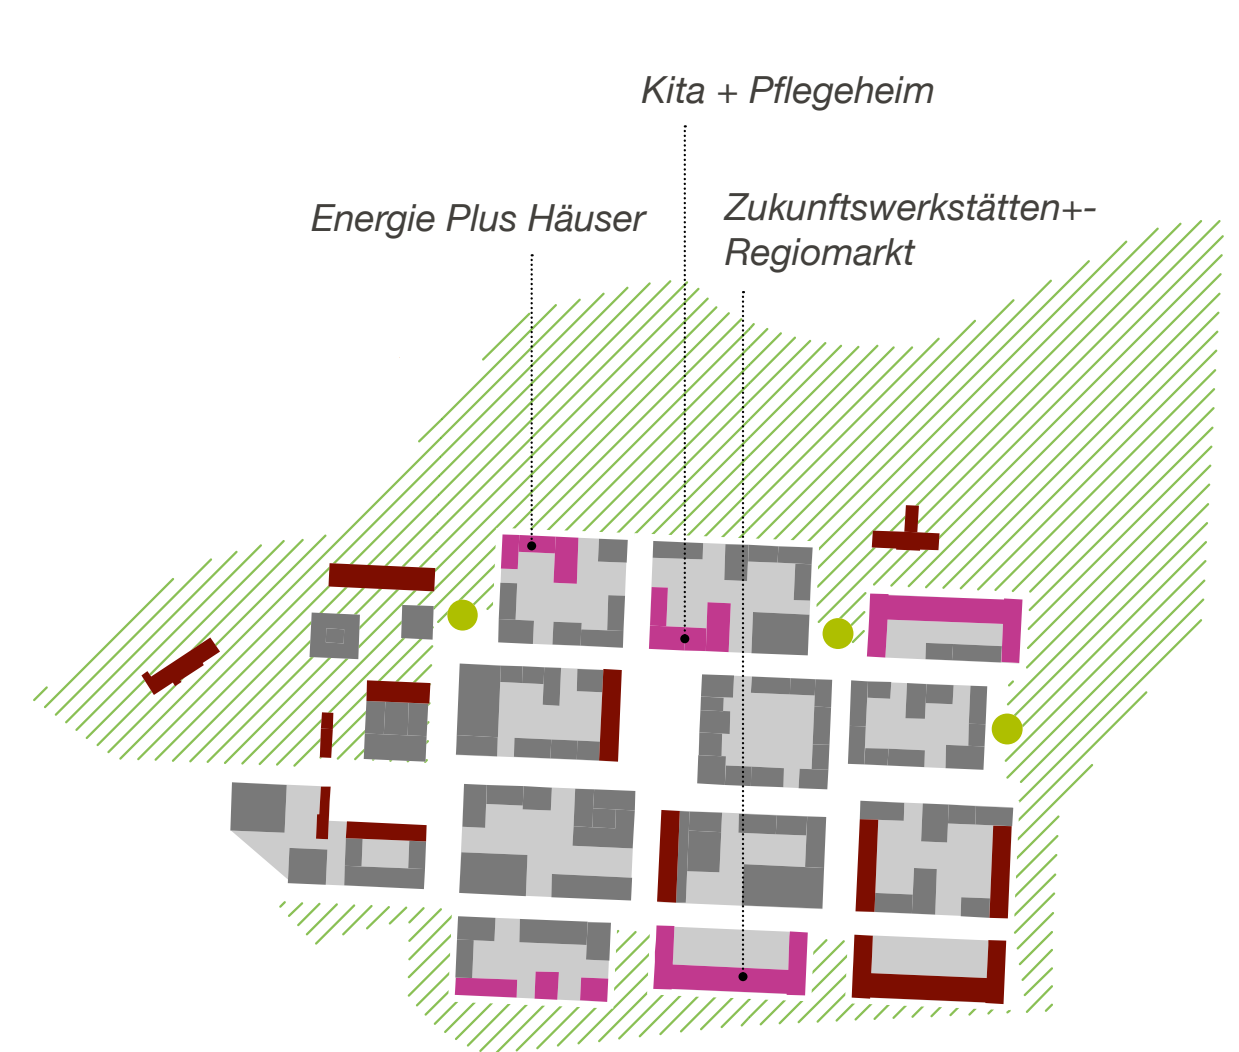 Kita + Pflegeheim
Energie Plus Häuser
Zukunftswerkstätten+-
Regiomarkt